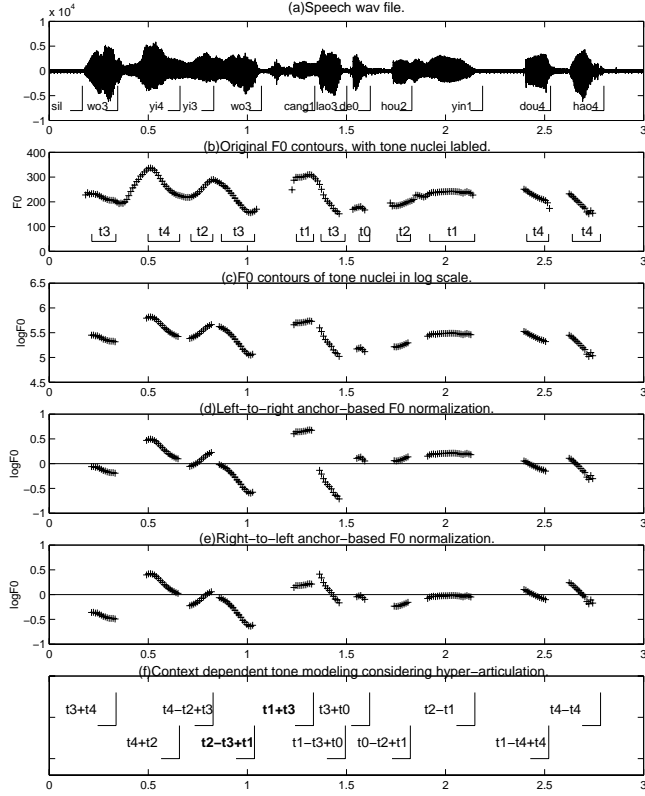 (a)Speech wav file.
x 10⁴
1
0.5
0
−0.5
−1
sil wo3 yi4 yi3 wo3 cang1 lao3 de0 hou2 yin1 dou4 hao4
0 0.5 1 1.5 2 2.5 3
(b)Original F0 contours, with tone nuclei labled.
400
300
200
100
0
F0
t3 t4 t2 t3 t1 t3 t0 t2 t1 t4 t4
0 0.5 1 1.5 2 2.5 3
(c)F0 contours of tone nuclei in log scale.
6.5
6
5.5
5
4.5
logF0
0 0.5 1 1.5 2 2.5 3
(d)Left−to−right anchor−based F0 normalization.
1
0.5
0
−0.5
−1
logF0
0 0.5 1 1.5 2 2.5 3
(e)Right−to−left anchor−based F0 normalization.
1
0.5
0
−0.5
−1
logF0
0 0.5 1 1.5 2 2.5 3
(f)Context dependent tone modeling considering hyper−articulation.
t3+t4 t4−t2+t3 t1+t3 t3+t0 t2−t1 t4−t4
t4+t2 t2−t3+t1 t1−t3+t0 t0−t2+t1 t1−t4+t4
0 0.5 1 1.5 2 2.5 3